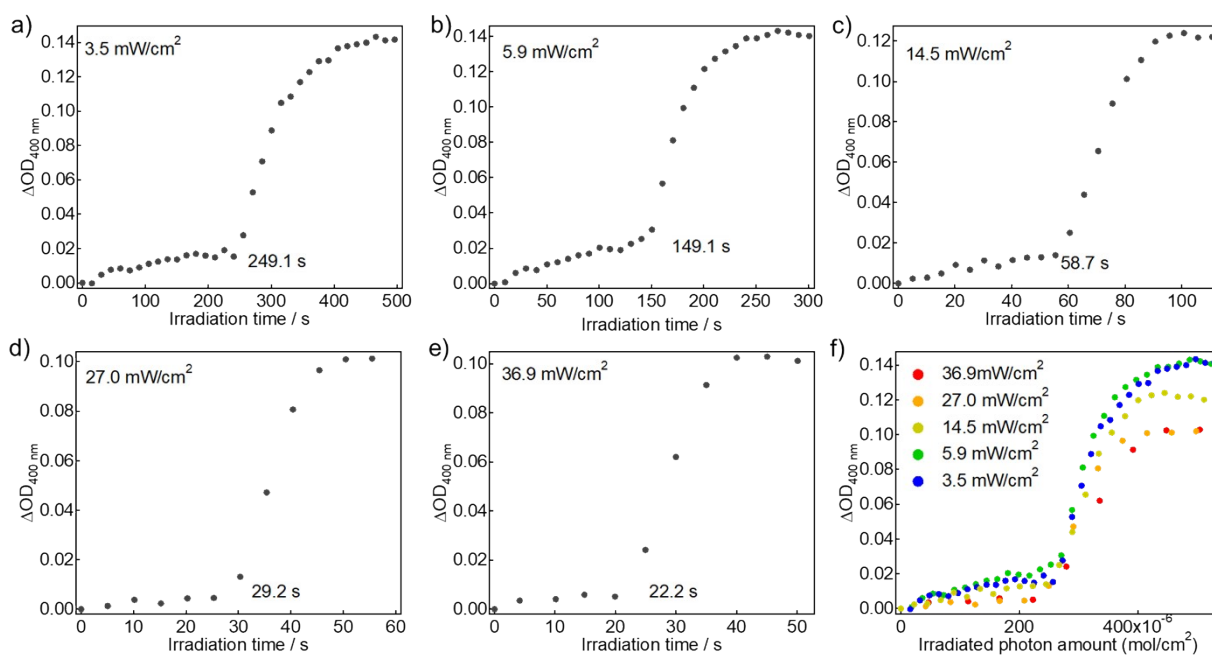 a)
3.5 mW/cm²
0.14
0.12
0.10
0.08
0.06
0.04
0.02
0.00
ΔOD400 nm
249.1 s
0
100
200
300
400
500
Irradiation time / s
b)
5.9 mW/cm²
0.14
0.12
0.10
0.08
0.06
0.04
0.02
0.00
ΔOD400 nm
149.1 s
0
50
100
150
200
250
300
Irradiation time / s
c)
14.5 mW/cm²
0.12
0.10
0.08
0.06
0.04
0.02
0.00
ΔOD400 nm
58.7 s
0
20
40
60
80
100
Irradiation time / s
d)
27.0 mW/cm²
0.10
0.08
0.06
0.04
0.02
0.00
ΔOD400 nm
29.2 s
0
10
20
30
40
50
60
Irradiation time / s
e)
36.9 mW/cm²
0.10
0.08
0.06
0.04
0.02
0.00
ΔOD400 nm
22.2 s
0
10
20
30
40
50
Irradiation time / s
f)
0.14
0.12
0.10
0.08
0.06
0.04
0.02
0.00
ΔOD400 nm
36.9mW/cm²
27.0 mW/cm²
14.5 mW/cm²
5.9 mW/cm²
3.5 mW/cm²
0
200
400x10⁻⁶
Irradiated photon amount (mol/cm²)